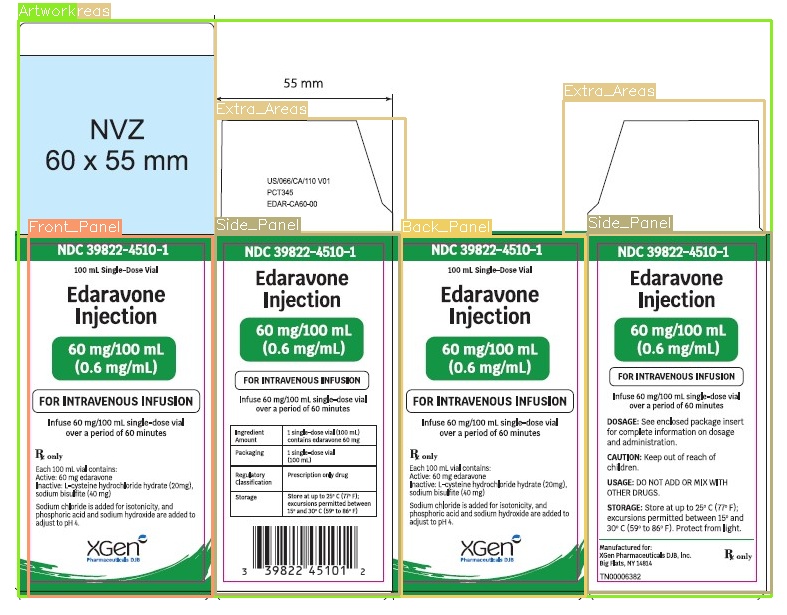 Artwork
reas
NVZ
60 x 55 mm
55 mm
Extra_Areas
US/066/CA/110 V01
PCT345
EDAR-CA60-00
Extra_Areas
Front_Panel
NDC 39822-4510-1
100 mL Single-Dose Vial
Edaravone
Injection
60 mg/100 mL
(0.6 mg/mL)
FOR INTRAVENOUS INFUSION
Infuse 60 mg/100 mL single-dose vial
over a period of 60 minutes
Rx only
Each 100 mL vial contains:
Active: 60 mg edaravone
Inactive: L-cysteine hydrochloride hydrate (20mg),
sodium bisulfite (40 mg)
Sodium chloride is added for isotonicity, and
phosphoric acid and sodium hydroxide are added to
adjust to pH 4.
XGen
Pharmaceuticals DJB
Side_Panel
NDC 39822-4510-1
Edaravone
Injection
60 mg/100 mL
(0.6 mg/mL)
FOR INTRAVENOUS INFUSION
Infuse 60 mg/100 mL single-dose vial
over a period of 60 minutes
Ingredient Amount
1 single-dose vial (100 mL)
contains edaravone 60 mg
Packaging
1 single-dose vial
(100 mL)
Regulatory Classification
Prescription only drug
Storage
Store at up to 25º C (77º F);
excursions permitted between
15º and 30º C (59º to 86º F)
3 39822 45101 2
Back_Panel
NDC 39822-4510-1
100 mL Single-Dose Vial
Edaravone
Injection
60 mg/100 mL
(0.6 mg/mL)
FOR INTRAVENOUS INFUSION
Infuse 60 mg/100 mL single-dose vial
over a period of 60 minutes
Rx only
Each 100 mL vial contains:
Active: 60 mg edaravone
Inactive: L-cysteine hydrochloride hydrate (20mg),
sodium bisulfite (40 mg)
Sodium chloride is added for isotonicity, and
phosphoric acid and sodium hydroxide are added to
adjust to pH 4.
XGen
Pharmaceuticals DJB
Side_Panel
NDC 39822-4510-1
Edaravone
Injection
60 mg/100 mL
(0.6 mg/mL)
FOR INTRAVENOUS INFUSION
Infuse 60 mg/100 mL single-dose vial
over a period of 60 minutes
DOSAGE: See enclosed package insert
for complete information on dosage
and administration.
CAUTION: Keep out of reach of
children.
USAGE: DO NOT ADD OR MIX WITH
OTHER DRUGS.
STORAGE: Store at up to 25º C (77º F);
excursions permitted between 15º and
30º C (59º to 86º F). Protect from light.
Manufactured for:
XGen Pharmaceuticals DJB, Inc.
Big Flats, NY 14814
Rx only
TN00006382